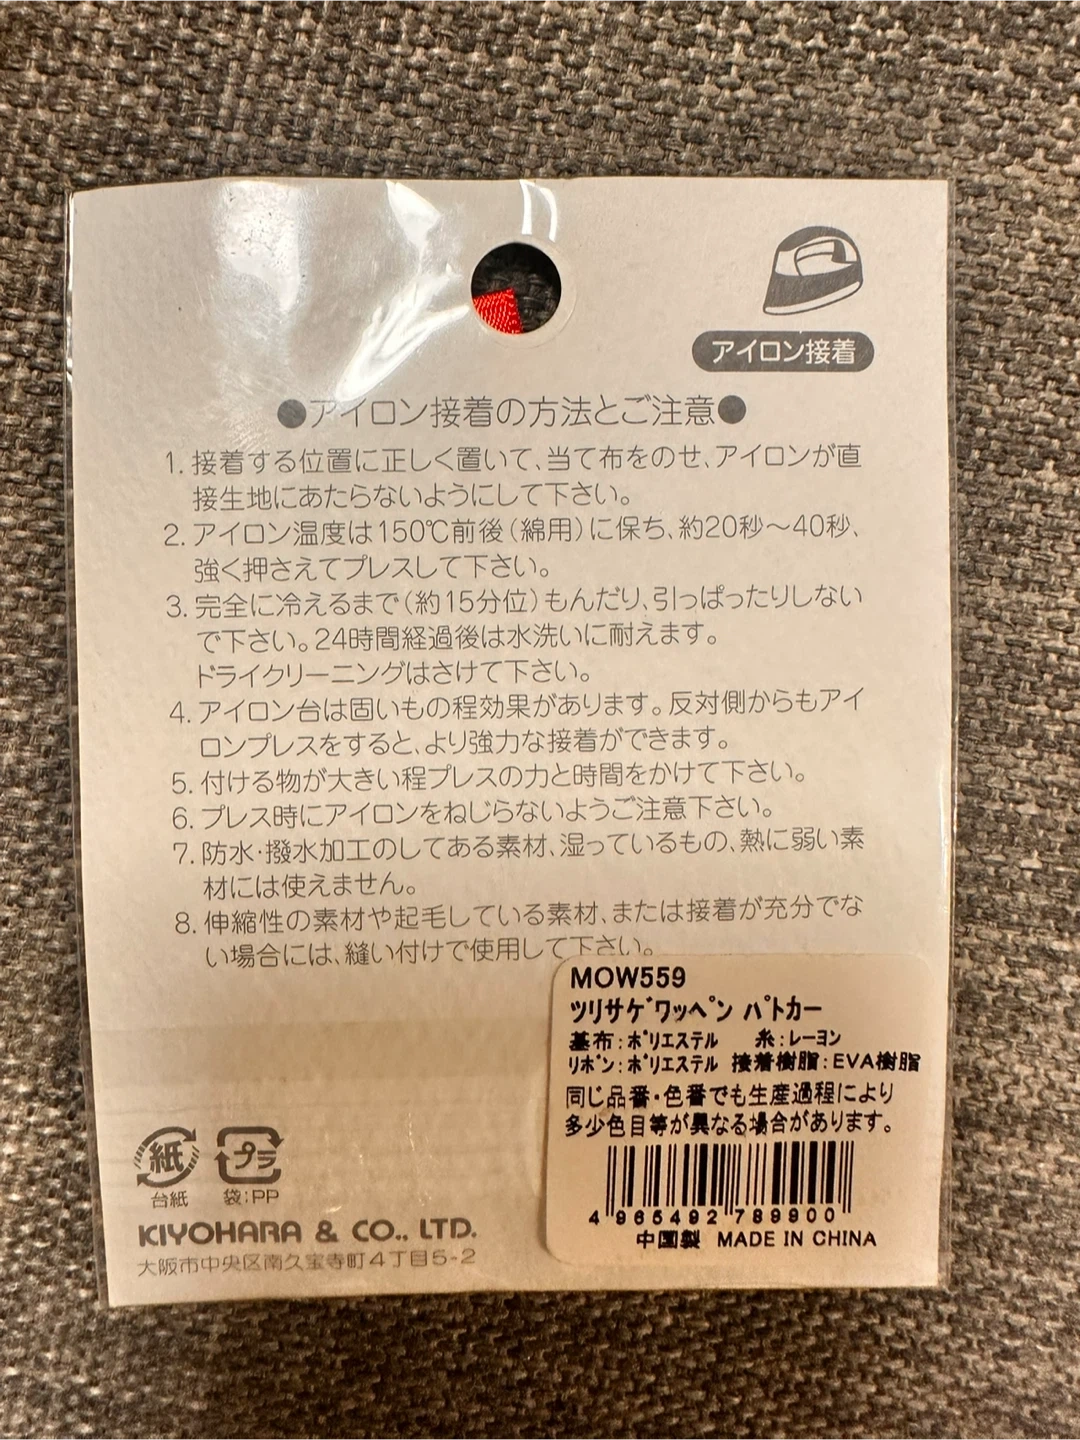 アイロン接着
●アイロン接着の方法とご注意●
1. 接着する位置に正しく置いて、当て布をのせ、アイロンが直
接生地にあたらないようにして下さい。
2. アイロン温度は150℃前後(綿用)に保ち、約20秒〜40秒、
強く押さえてプレスして下さい。
3. 完全に冷えるまで(約15分位)もんだり、引っぱったりしない
で下さい。24時間経過後は水洗いに耐えます。
ドライクリーニングはさけて下さい。
4. アイロン台は固いもの程効果があります。反対側からもアイ
ロンプレスをすると、より強力な接着ができます。
5. 付ける物が大きい程プレスの力と時間をかけて下さい。
6. プレス時にアイロンをねじらないようご注意下さい。
7. 防水・撥水加工のしてある素材、湿っているもの、熱に弱い素
材には使えません。
8. 伸縮性の素材や起毛している素材、または接着が充分でな
い場合には、縫い付けで使用して下さい。
MOW559
ツリサゲワッペン パトカー
基布:ポリエステル 糸:レーヨン
リボン:ポリエステル 接着樹脂:EVA樹脂
同じ品番・色番でも生産過程により
多少色目等が異なる場合があります。
4 965492 789900
中国製 MADE IN CHINA
紙 プラ
台紙 袋:PP
KIYOHARA & CO., LTD.
大阪市中央区南久宝寺町4丁目5-2